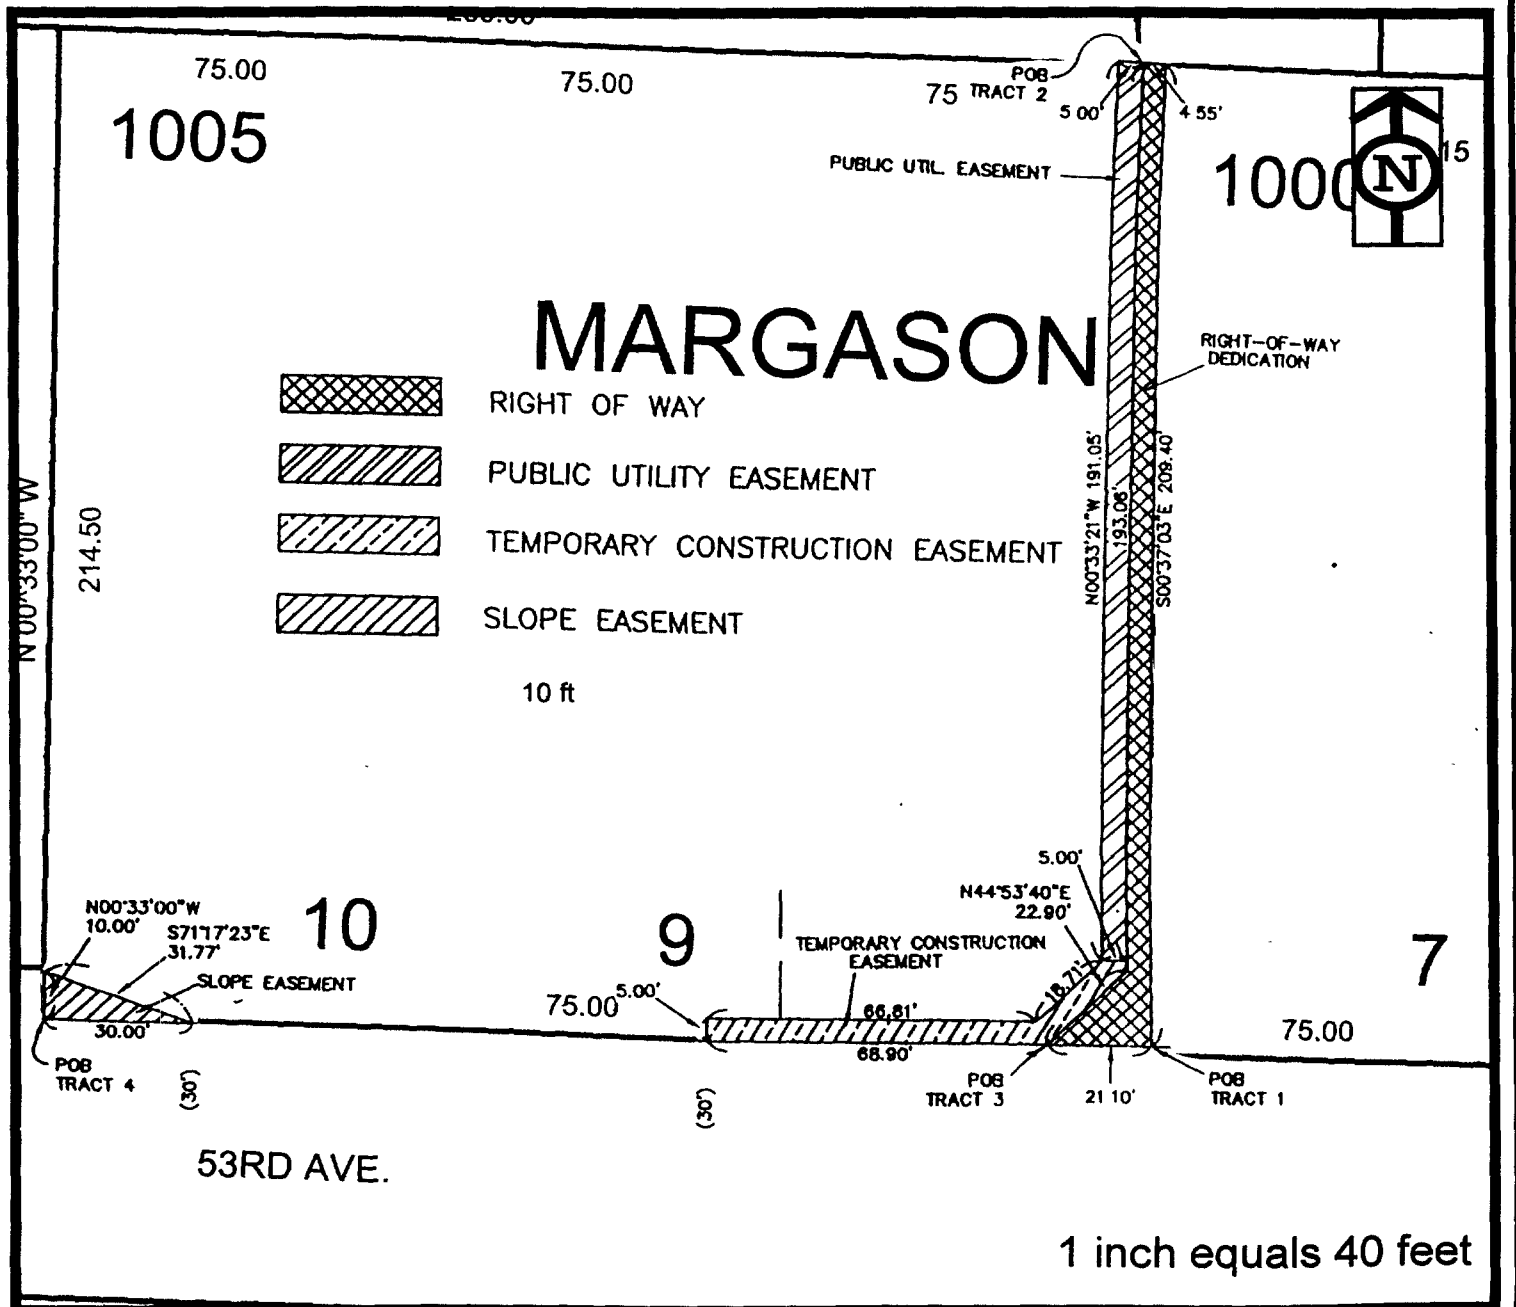 75.00
75.00
75
POB
TRACT 2
5 00'
4 55'
1005
PUBLIC UTIL. EASEMENT
1000
N
15
MARGASON
RIGHT-OF-WAY
DEDICATION
RIGHT OF WAY
PUBLIC UTILITY EASEMENT
TEMPORARY CONSTRUCTION EASEMENT
SLOPE EASEMENT
10 ft
N 00^33'00" W
214.50
N00°33'21"W 191.05'
193.06'
S00°37'03"E 209.40'
5.00'
N44°53'40"E
22.90'
N00°33'00"W
10.00'
S71°17'23"E
31.77'
SLOPE EASEMENT
30.00'
10
9
TEMPORARY CONSTRUCTION
EASEMENT
7
75.00
5.00'
66.81'
68.90'
18.71'
75.00
POB
TRACT 4
(30')
(30')
POB
TRACT 3
21 10'
POB
TRACT 1
53RD AVE.
1 inch equals 40 feet